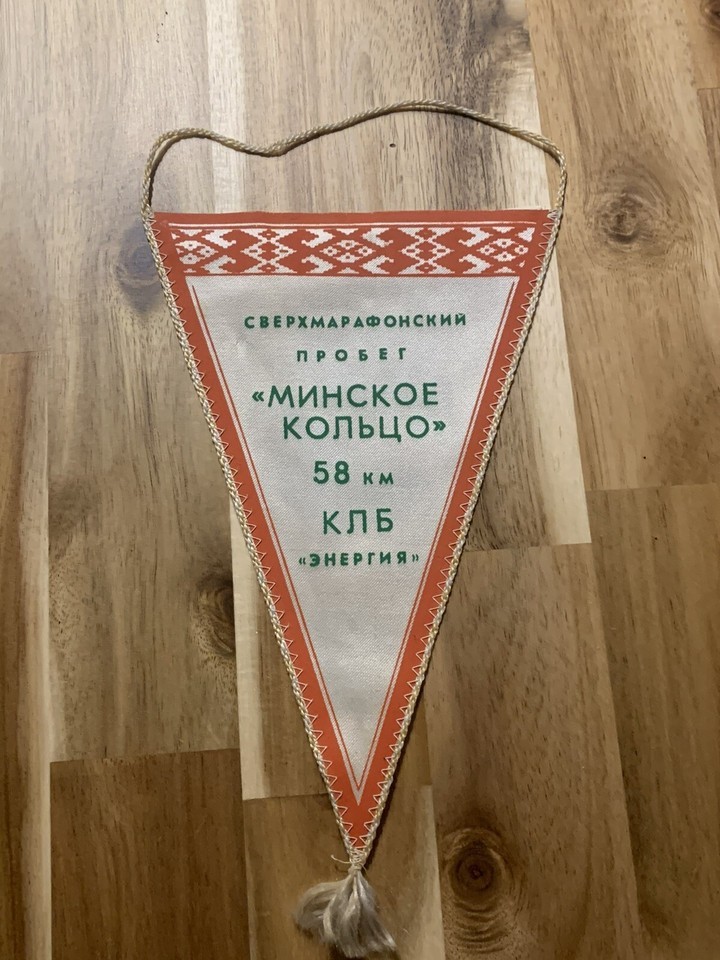 СВЕРХМАРАФОНСКИЙ
ПРОБЕГ
«МИНСКОЕ
КОЛЬЦО»
58 км
КЛБ
«ЭНЕРГИЯ»